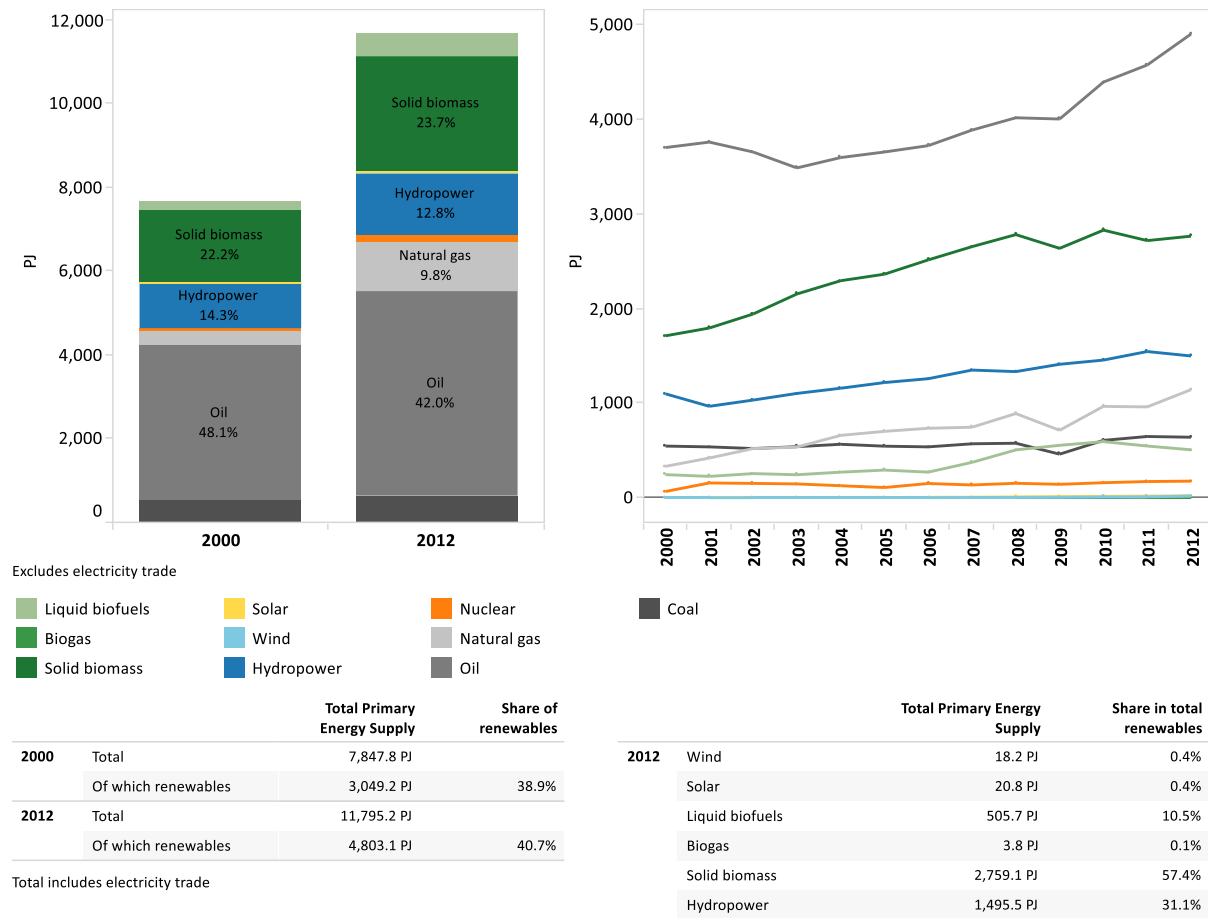 12,000
10,000
8,000
6,000
4,000
2,000
0
PJ
Solid biomass
22.2%
Hydropower
14.3%
Oil
48.1%
Solid biomass
23.7%
Hydropower
12.8%
Natural gas
9.8%
Oil
42.0%
2000
2012
5,000
4,000
3,000
2,000
1,000
0
PJ
2000
2001
2002
2003
2004
2005
2006
2007
2008
2009
2010
2011
2012
Excludes electricity trade
Liquid biofuels
Solar
Nuclear
Coal
Biogas
Wind
Natural gas
Solid biomass
Hydropower
Oil
Total Primary Energy Supply
Share of renewables
2000 Total 7,847.8 PJ
Of which renewables 3,049.2 PJ 38.9%
2012 Total 11,795.2 PJ
Of which renewables 4,803.1 PJ 40.7%
Total includes electricity trade
Total Primary Energy Supply
Share in total renewables
2012 Wind 18.2 PJ 0.4%
Solar 20.8 PJ 0.4%
Liquid biofuels 505.7 PJ 10.5%
Biogas 3.8 PJ 0.1%
Solid biomass 2,759.1 PJ 57.4%
Hydropower 1,495.5 PJ 31.1%